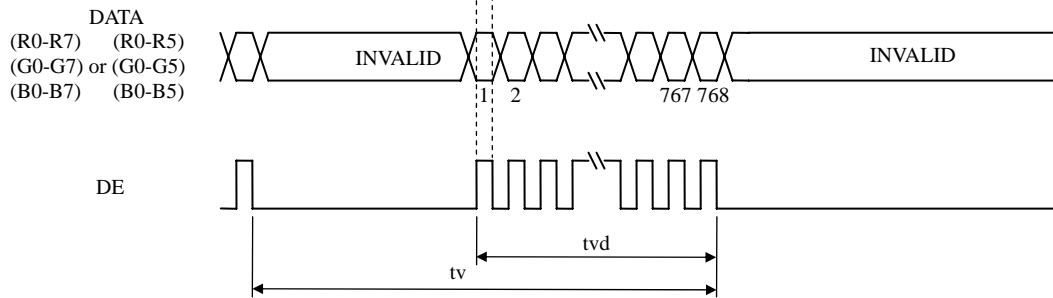 DATA
(R0-R7) (R0-R5)
(G0-G7) or (G0-G5)
(B0-B7) (B0-B5)
INVALID
INVALID
1 2 767 768
DE
tvd
tv